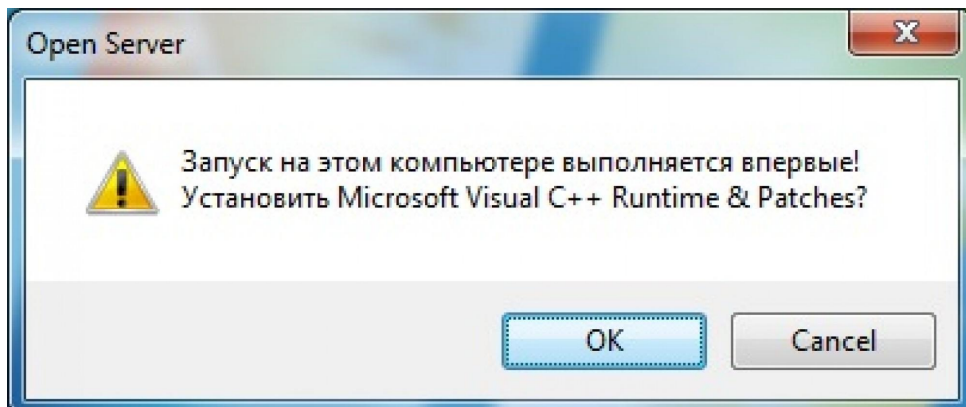 Open Server
Запуск на этом компьютере выполняется впервые!
Установить Microsoft Visual C++ Runtime & Patches?
OK
Cancel